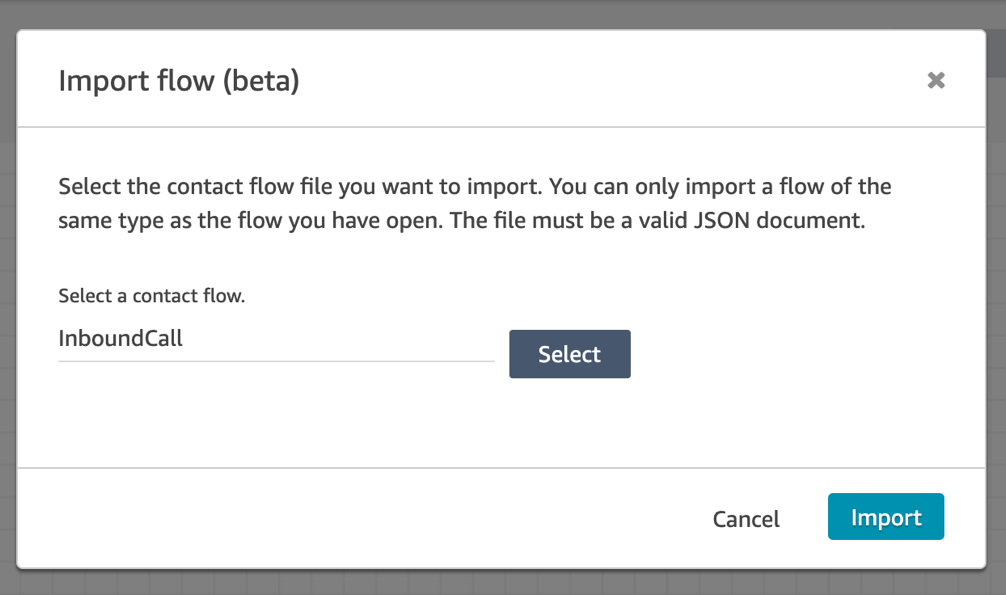 Import flow (beta)
Select the contact flow file you want to import. You can only import a flow of the
same type as the flow you have open. The file must be a valid JSON document.
Select a contact flow.
InboundCall
Select
Cancel
Import